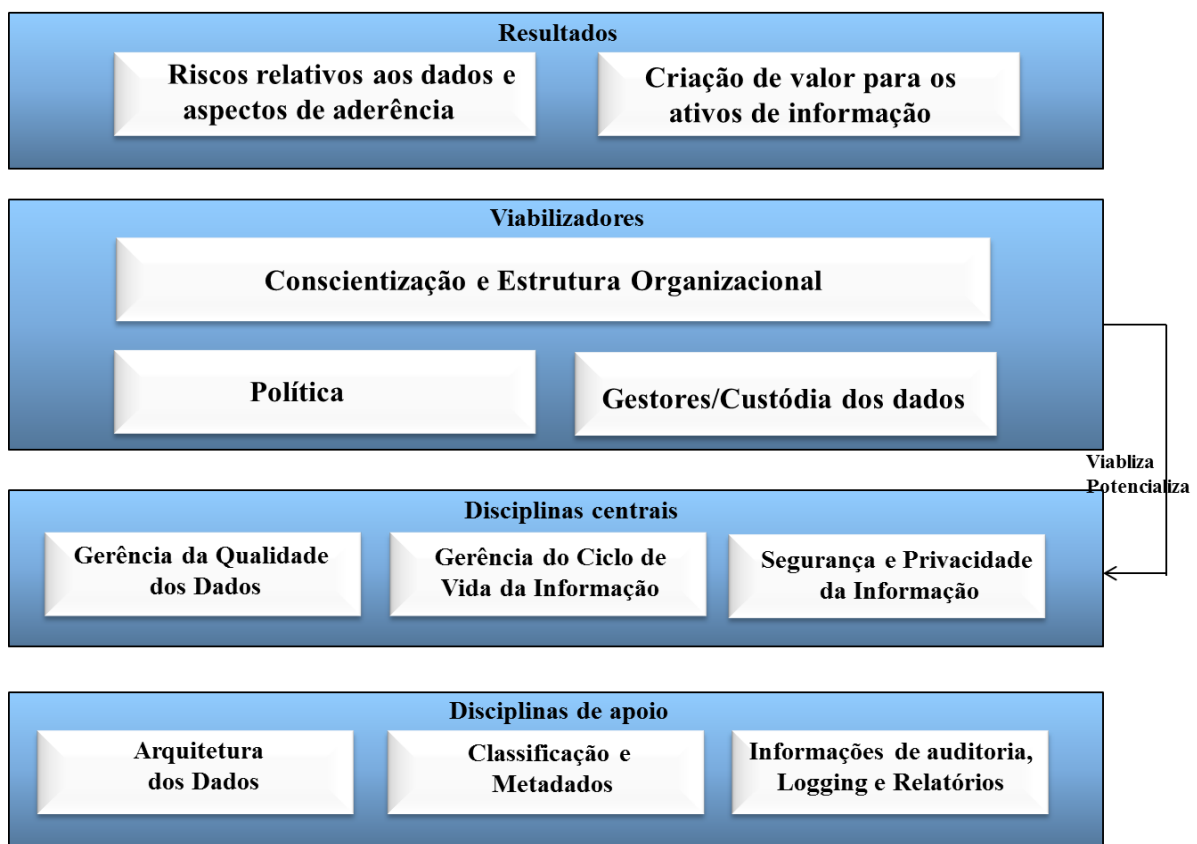 Resultados
Riscos relativos aos dados e
aspectos de aderência
Criação de valor para os
ativos de informação
Viabilizadores
Conscientização e Estrutura Organizacional
Política
Gestores/Custódia dos dados
Viabliza
Potencializa
Disciplinas centrais
Gerência da Qualidade
dos Dados
Gerência do Ciclo de
Vida da Informação
Segurança e Privacidade
da Informação
Disciplinas de apoio
Arquitetura
dos Dados
Classificação e
Metadados
Informações de auditoria,
Logging e Relatórios